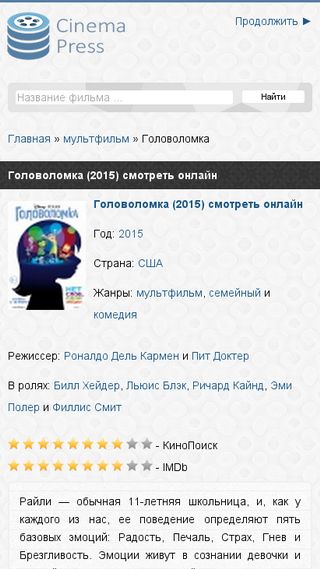 Cinema
Press
Продолжить ►
Название фильма ...
Найти
Главная » мультфильм » Головоломка
Головоломка (2015) смотреть онлайн
Головоломка (2015) смотреть онлайн
ГОЛОВОЛОМКА
Год: 2015
Страна: США
Жанры: мультфильм, семейный и
комедия
Режиссер: Роналдо Дель Кармен и Пит Доктер
В ролях: Билл Хейдер, Льюис Блэк, Ричард Кайнд, Эми
Полер и Филлис Смит
- КиноПоиск
- IMDb
Райли — обычная 11-летняя школьница, и, как у
каждого из нас, ее поведение определяют пять
базовых эмоций: Радость, Печаль, Страх, Гнев и
Брезгливость. Эмоции живут в сознании девочки и